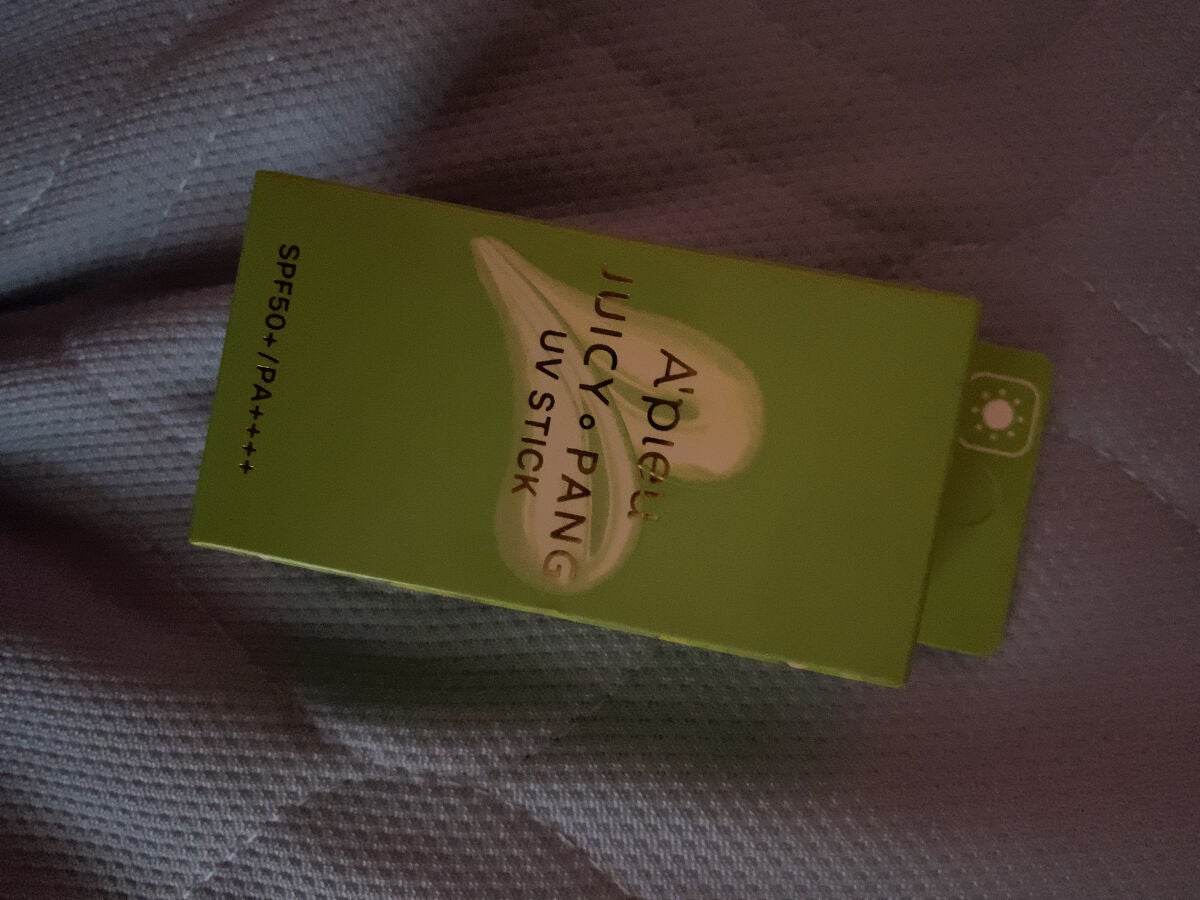 A'pieu
JUICY PANG
UV STICK
SPF50+/PA++++